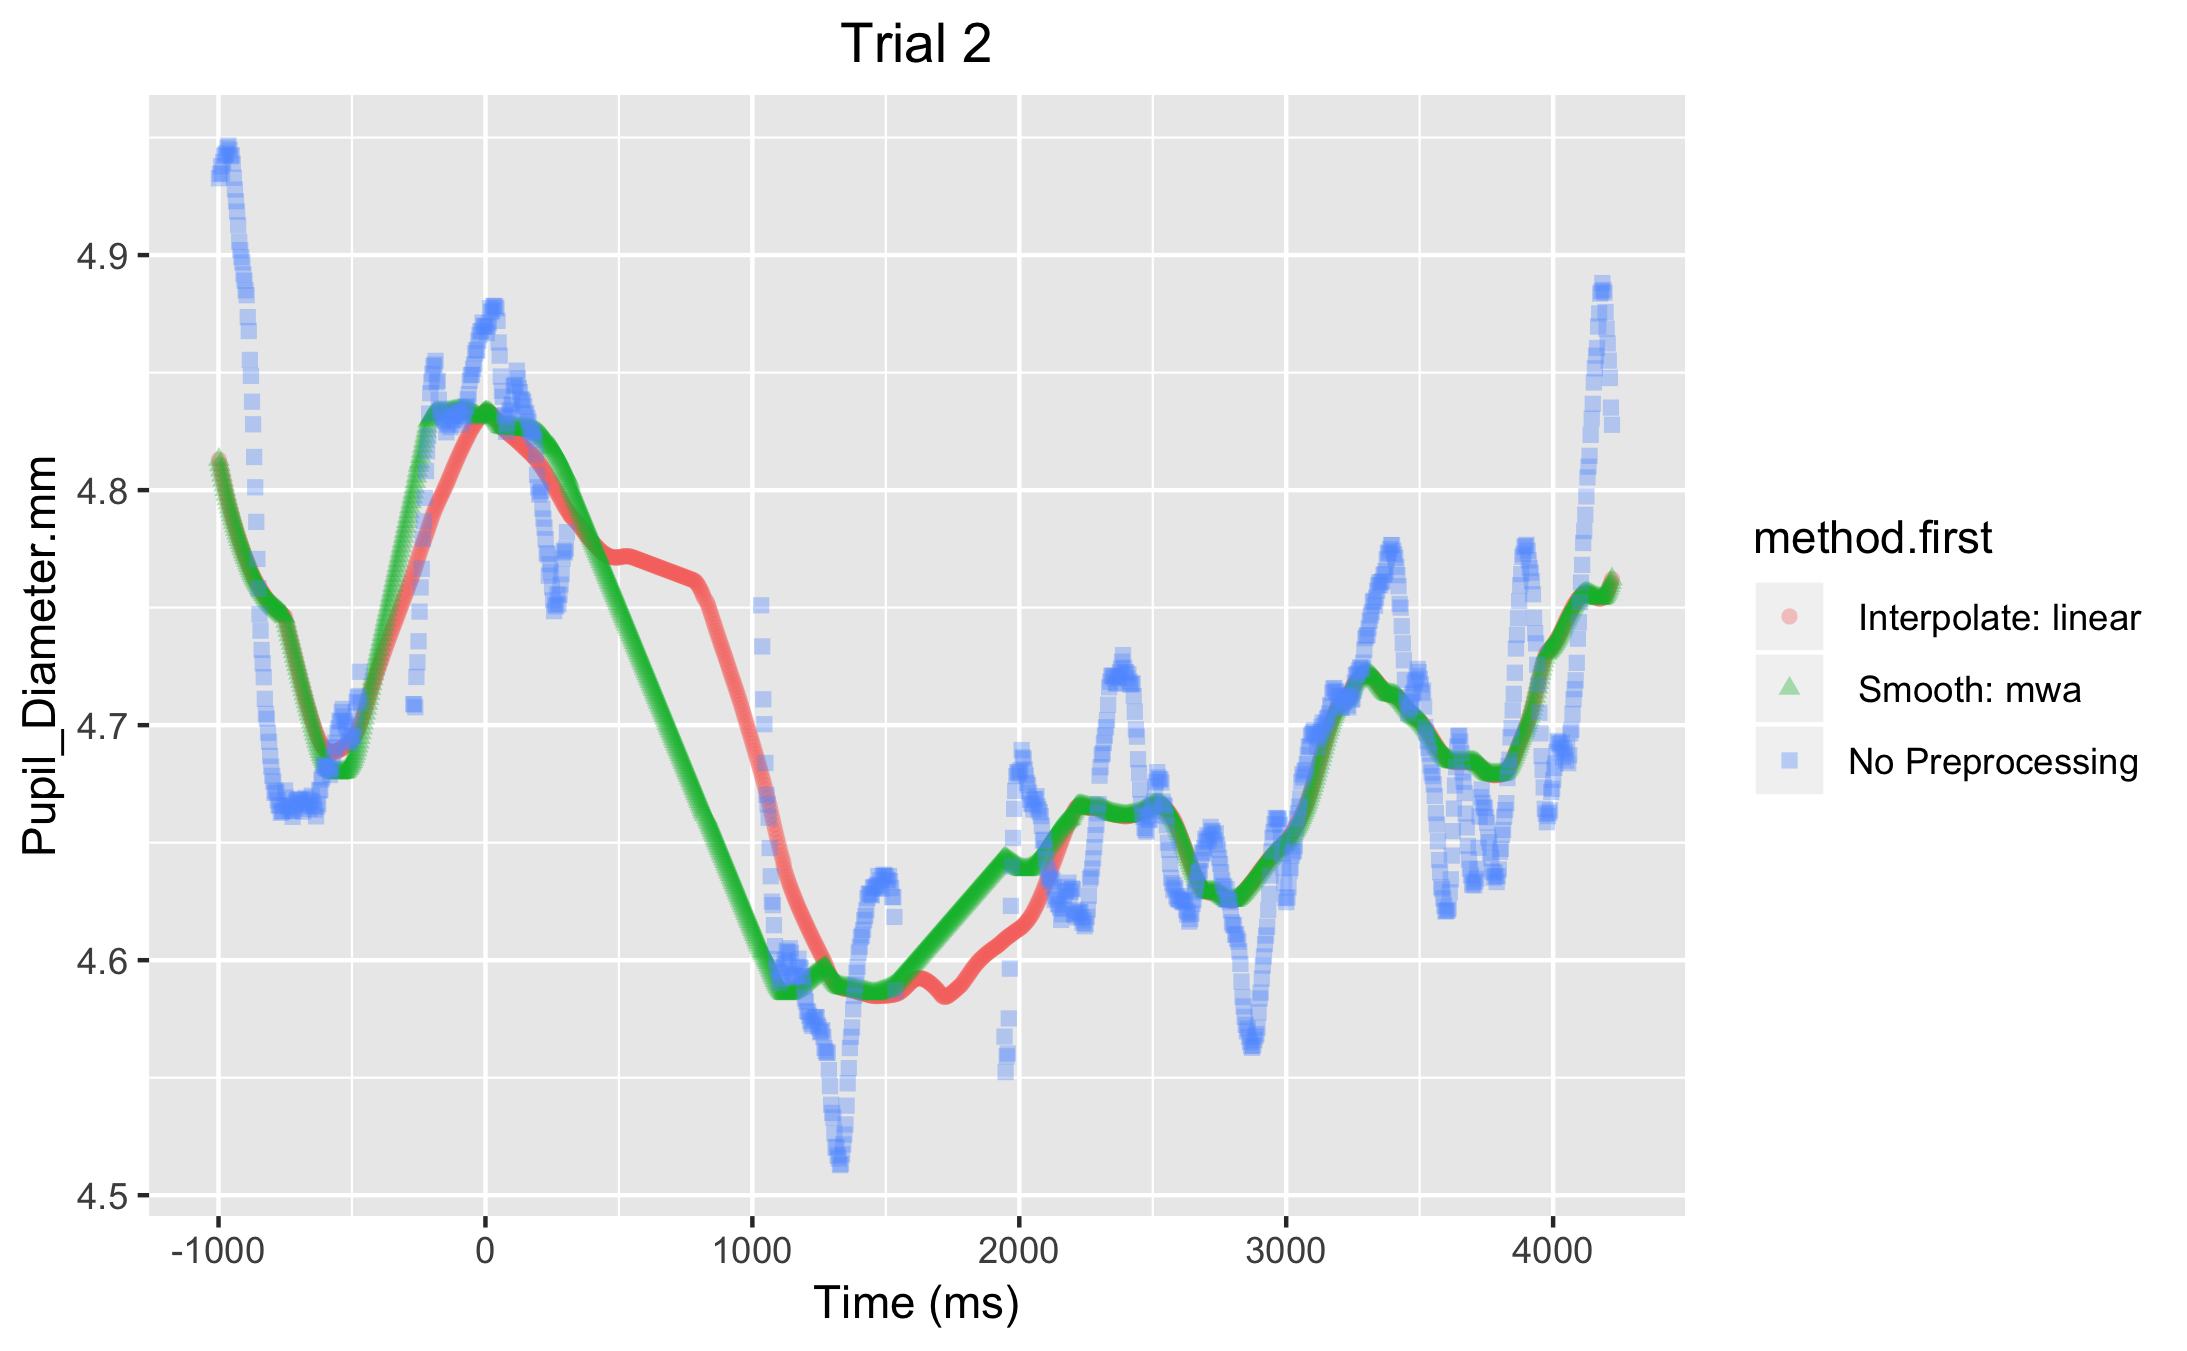 Trial 2
Pupil_Diameter.mm
4.9
4.8
4.7
4.6
4.5
-1000
0
1000
2000
3000
4000
Time (ms)
method.first
Interpolate: linear
Smooth: mwa
No Preprocessing